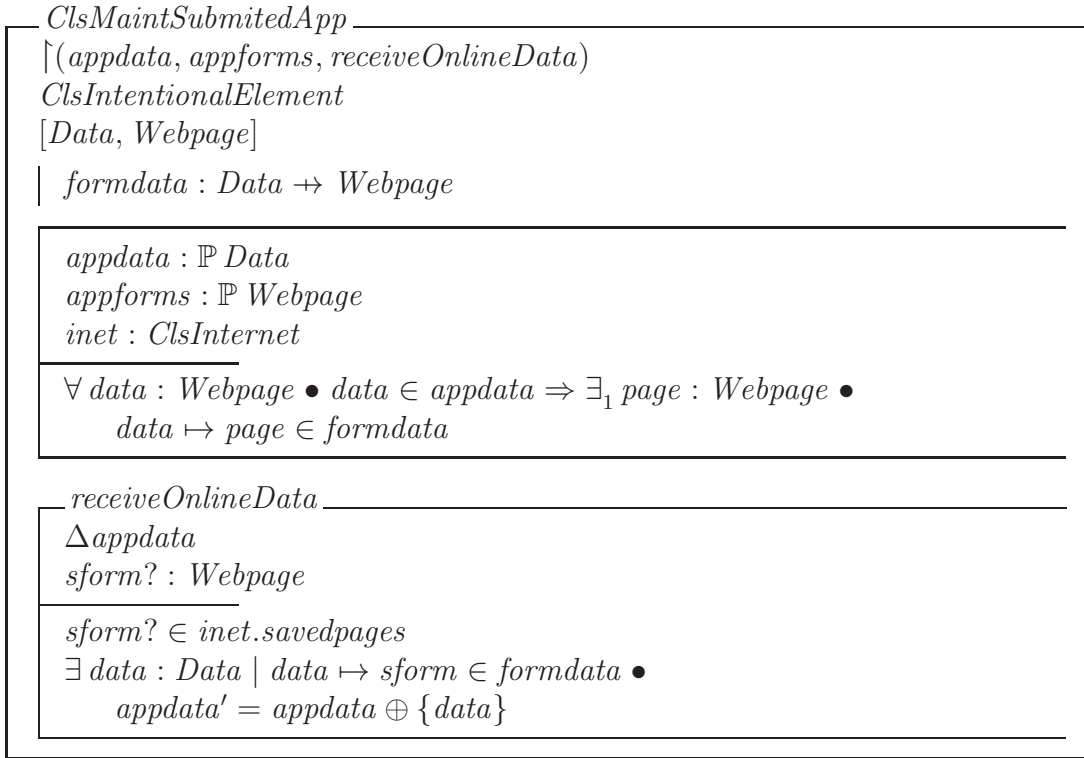 ClsMaintSubmitedApp
↾(appdata, appforms, receiveOnlineData)
ClsIntentionalElement
[Data, Webpage]
formdata : Data ⇸ Webpage
appdata : ℙ Data
appforms : ℙ Webpage
inet : ClsInternet
∀ data : Webpage • data ∈ appdata ⇒ ∃₁ page : Webpage •
data ↦ page ∈ formdata
receiveOnlineData
Δappdata
sform? : Webpage
sform? ∈ inet.savedpages
∃ data : Data | data ↦ sform ∈ formdata •
appdata′ = appdata ⊕ {data}